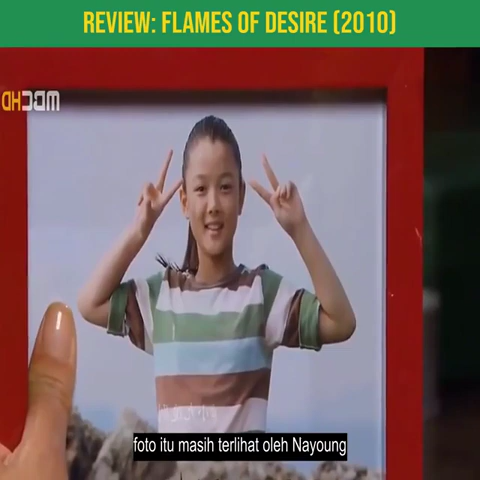 REVIEW: FLAMES OF DESIRE (2010)
foto itu masih terlihat oleh Nayoung